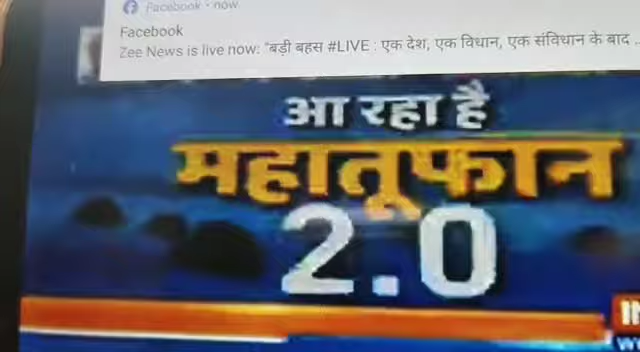 Facebook • now
Facebook
Zee News is live now: "बड़ी बहस #LIVE : एक देश, एक विधान, एक संविधान के बाद ...
आ रहा है
महातूफान
2.0